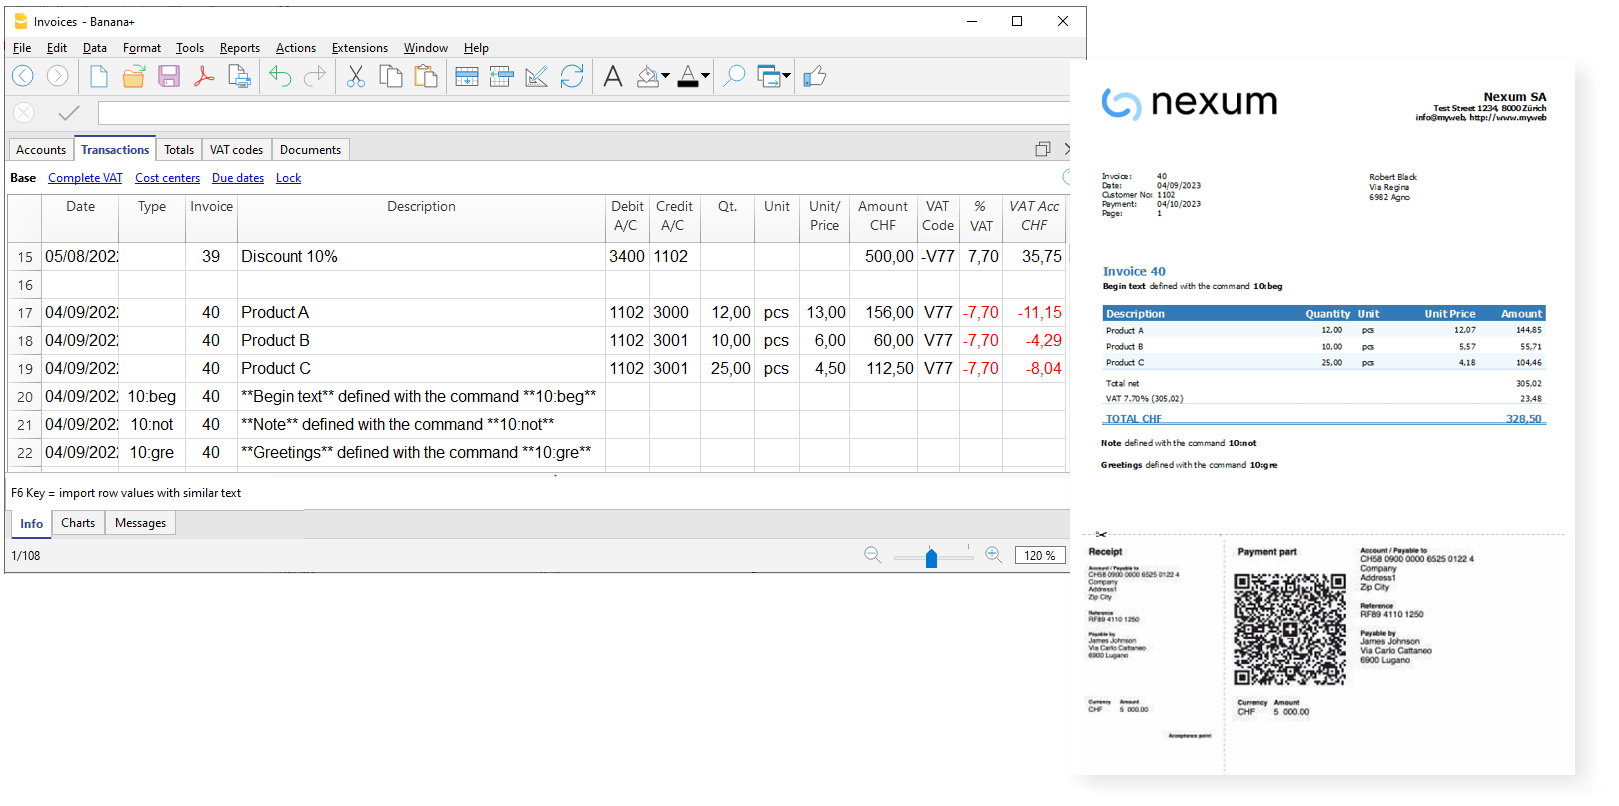 Invoices - Banana+
File Edit Data Format Tools Reports Actions Extensions Window Help
Accounts Transactions Totals VAT codes Documents
Base Complete VAT Cost centers Due dates Lock
Date Type Invoice Description Debit A/C Credit A/C Qt. Unit Unit/ Price Amount CHF VAT Code % VAT VAT Acc CHF
15 05/08/202 39 Discount 10% 3400 1102 500,00 -V77 7,70 35,75
16
17 04/09/202 40 Product A 1102 3000 12,00 pcs 13,00 156,00 V77 -7,70 -11,15
18 04/09/202 40 Product B 1102 3001 10,00 pcs 6,00 60,00 V77 -7,70 -4,29
19 04/09/202 40 Product C 1102 3001 25,00 pcs 4,50 112,50 V77 -7,70 -8,04
20 04/09/202 10:beg 40 **Begin text** defined with the command **10:beg**
21 04/09/202 10:not 40 **Note** defined with the command **10:not**
22 04/09/202 10:gre 40 **Greetings** defined with the command **10:gre**
F6 Key = import row values with similar text
Info Charts Messages
1/108
120 %
nexum
Nexum SA
Test Street 1234, 8000 Zürich
info@myweb, http://www.myweb
Invoice: 40
Date: 04/09/2023
Customer No: 1102
Payment: 04/10/2023
Page: 1
Robert Black
Via Regina
6982 Agno
Invoice 40
Begin text defined with the command 10:beg
Description Quantity Unit Unit Price Amount
Product A 12,00 pcs 12,07 144,85
Product B 10,00 pcs 5,57 55,71
Product C 25,00 pcs 4,18 104,46
Total net 305,02
VAT 7.70% (305,02) 23,48
TOTAL CHF 328,50
Note defined with the command 10:not
Greetings defined with the command 10:gre
Receipt
Account / Payable to
CH58 0900 0000 6525 0122 4
Company
Address1
Zip City
Reference
RF89 4110 1250
Payable by
James Johnson
Via Carlo Cattaneo
6900 Lugano
Currency Amount
CHF 5 000.00
Acceptance point
Payment part
Currency Amount
CHF 5 000.00
Account / Payable to
CH58 0900 0000 6525 0122 4
Company
Address1
Zip City
Reference
RF89 4110 1250
Payable by
James Johnson
Via Carlo Cattaneo
6900 Lugano